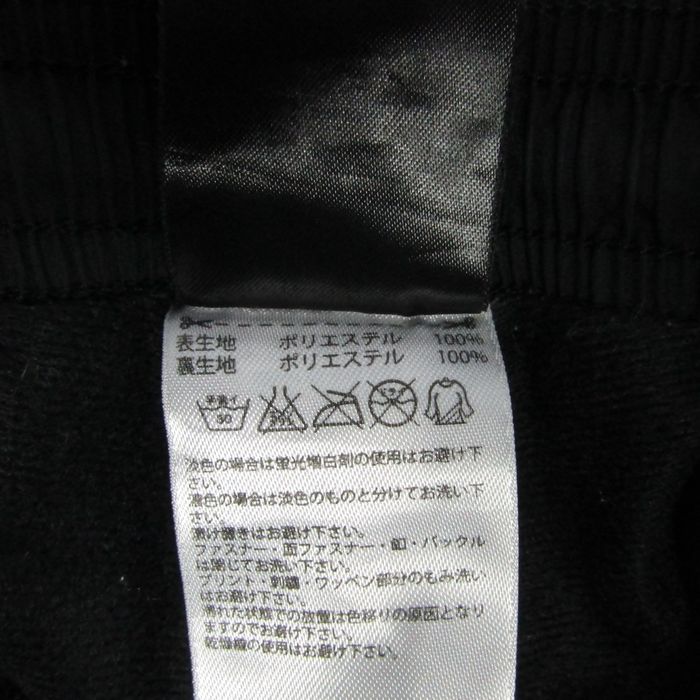 表生地 ポリエステル 100%
裏生地 ポリエステル 100%
淡色の場合は蛍光増白剤の使用はお避け下
さい。
濃色の場合は淡色のものと分けてお洗い下
さい。
漬け置きはお避け下さい。
ファスナー・面ファスナー・釦・バックル
は閉じてお洗い下さい。
プリント・刺繍・ワッペン部分のもみ洗い
はお避け下さい。
濡れた状態での放置は色移りの原因となり
ますのでお避け下さい。
乾燥機の使用はお避け下さい。